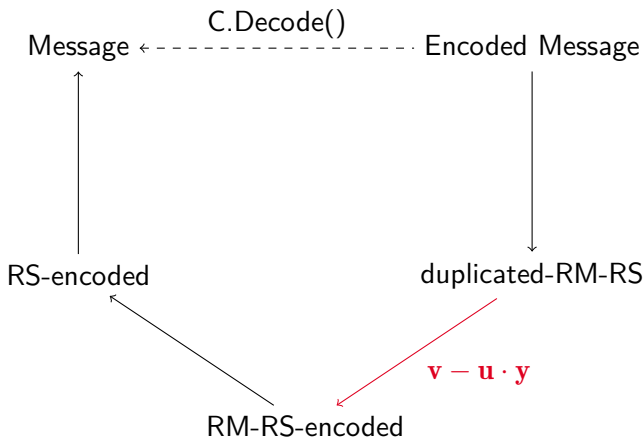 C.Decode()
Message
Encoded Message
RS-encoded
duplicated-RM-RS
v − u · y
RM-RS-encoded